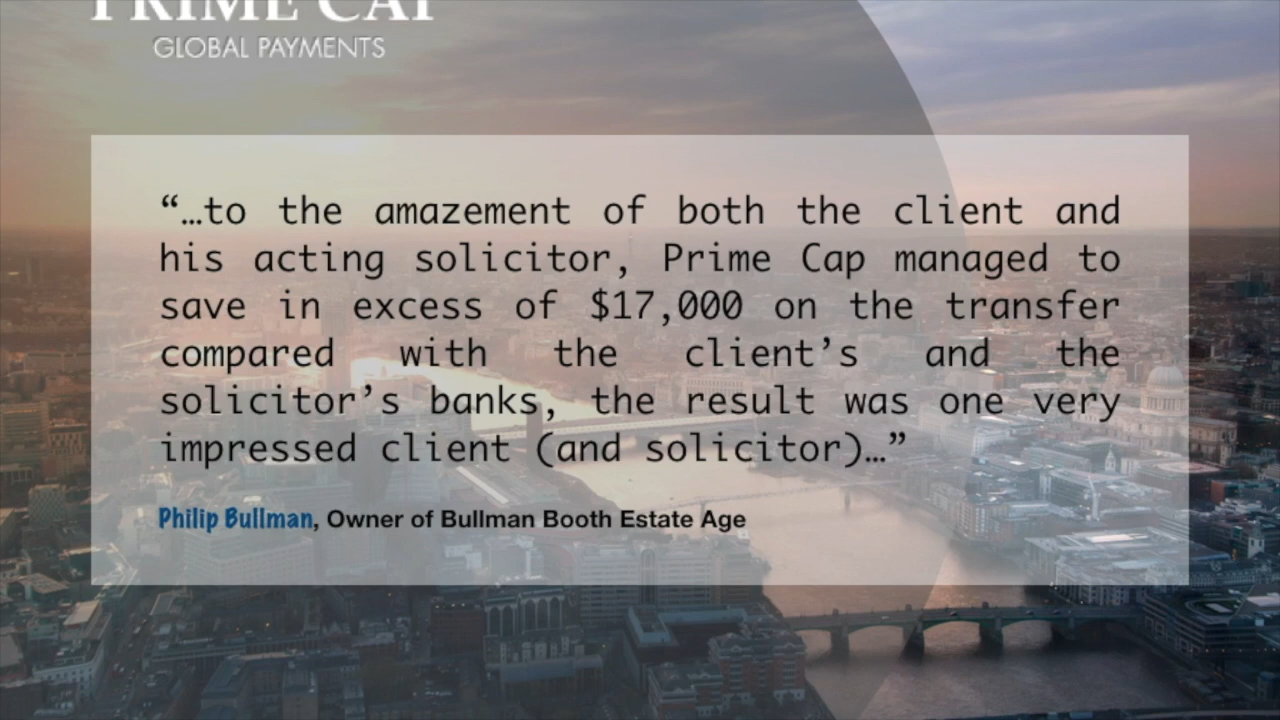 PRIME CAP
GLOBAL PAYMENTS
“…to the amazement of both the client and
his acting solicitor, Prime Cap managed to
save in excess of $17,000 on the transfer
compared with the client’s and the
solicitor’s banks, the result was one very
impressed client (and solicitor)…”
Philip Bullman, Owner of Bullman Booth Estate Age